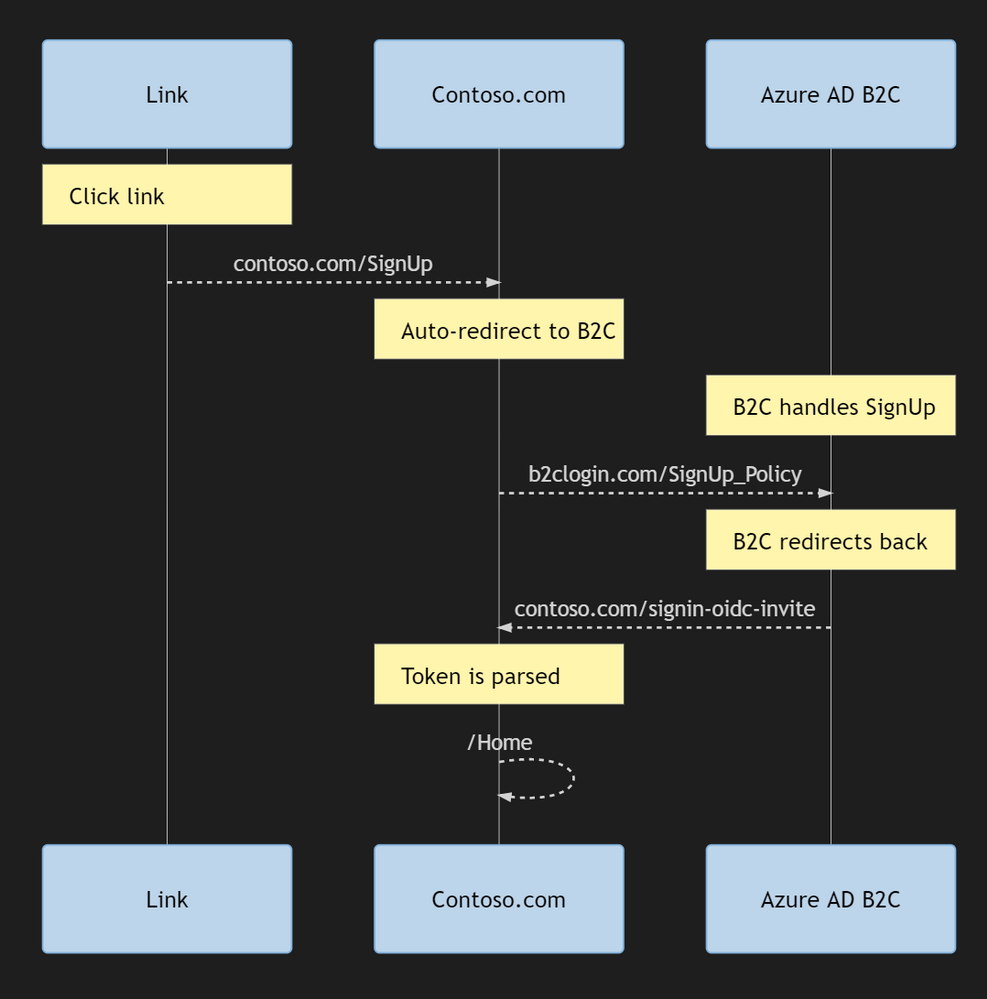 Link
Contoso.com
Azure AD B2C
Click link
contoso.com/SignUp
Auto-redirect to B2C
B2C handles SignUp
b2clogin.com/SignUp_Policy
B2C redirects back
contoso.com/signin-oidc-invite
Token is parsed
/Home
Link
Contoso.com
Azure AD B2C